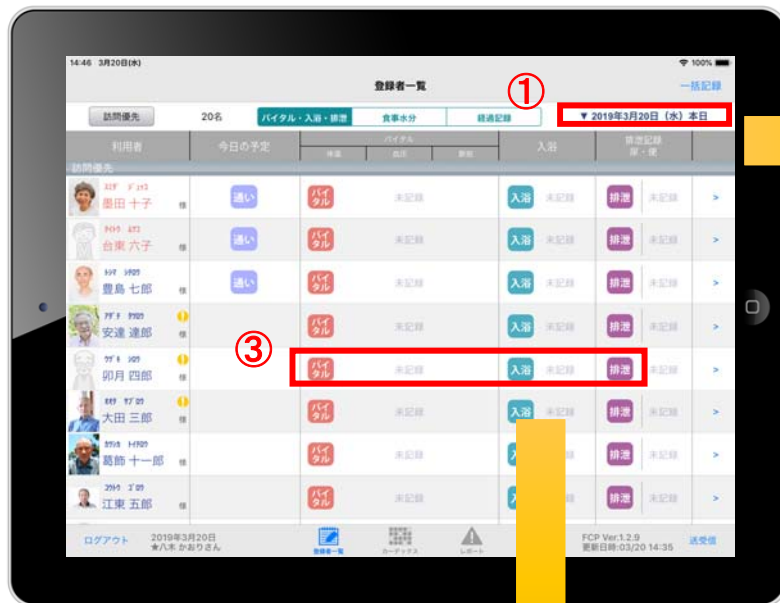 14:46 3月20日(水) 100%
登録者一覧 ① 一括記録
訪問優先 20名 バイタル・入浴・排泄 食事水分 経過記録 ▼ 2019年3月20日（水）本日
利用者 今日の予定 バイタル 入浴 排泄記録
体温 血圧 尿・便
訪問優先
墨田 十子 様 通い バイタル 未記録 入浴 未記録 排泄 未記録 >
台東 六子 様 通い バイタル 未記録 入浴 未記録 排泄 未記録 >
豊島 七郎 様 通い バイタル 未記録 入浴 未記録 排泄 未記録 >
安達 達郎 様 バイタル 未記録 入浴 未記録 排泄 未記録 >
③
卯月 四郎 様 バイタル 未記録 入浴 未記録 排泄 未記録 >
大田 三郎 様 バイタル 未記録 入浴 未記録 排泄 未記録 >
葛飾 十一郎 様 バイタル 未記録 排泄 未記録 >
江東 五郎 様 バイタル 未記録 排泄 未記録 >
ログアウト 2019年3月20日 FCP Ver.1.2.9 送受信
★八木 かおりさん 登録者一覧 カーデックス レポート 更新日時:03/20 14:35